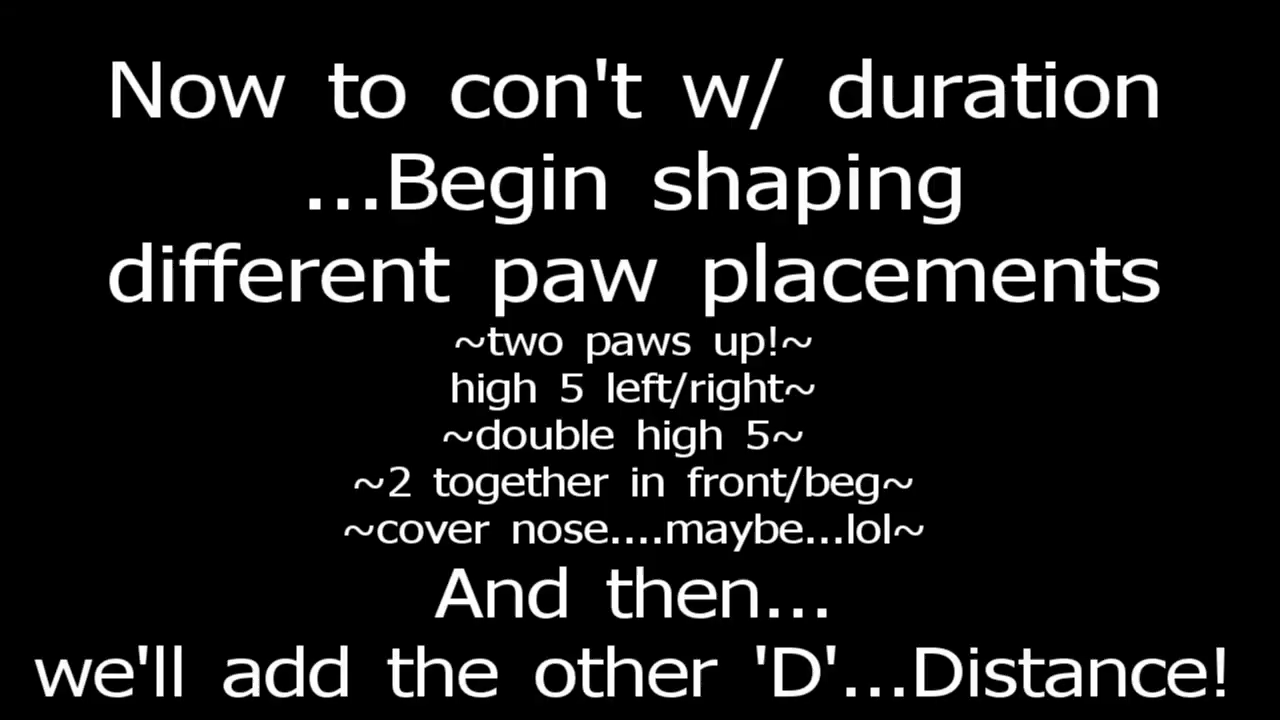 Now to con't w/ duration
...Begin shaping
different paw placements
~two paws up!~
high 5 left/right~
~double high 5~
~2 together in front/beg~
~cover nose....maybe...lol~
And then...
we'll add the other 'D'...Distance!